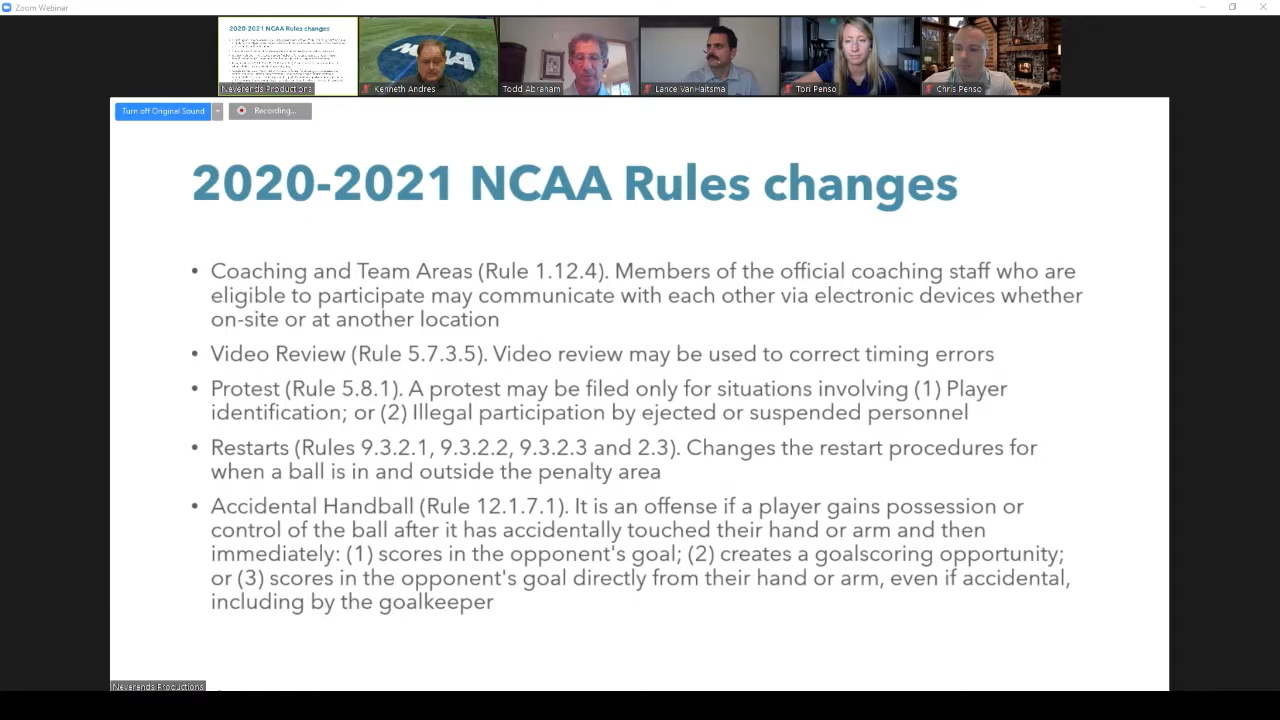 Zoom Webinar
2020-2021 NCAA Rules changes
Neverends Productions
Kenneth Andres
Todd Abraham
Lance VanHaitsma
Tori Penso
Chris Penso
Turn off Original Sound
Recording...
2020-2021 NCAA Rules changes
• Coaching and Team Areas (Rule 1.12.4). Members of the official coaching staff who are
eligible to participate may communicate with each other via electronic devices whether
on-site or at another location
• Video Review (Rule 5.7.3.5). Video review may be used to correct timing errors
• Protest (Rule 5.8.1). A protest may be filed only for situations involving (1) Player
identification; or (2) Illegal participation by ejected or suspended personnel
• Restarts (Rules 9.3.2.1, 9.3.2.2, 9.3.2.3 and 2.3). Changes the restart procedures for
when a ball is in and outside the penalty area
• Accidental Handball (Rule 12.1.7.1). It is an offense if a player gains possession or
control of the ball after it has accidentally touched their hand or arm and then
immediately: (1) scores in the opponent's goal; (2) creates a goalscoring opportunity;
or (3) scores in the opponent's goal directly from their hand or arm, even if accidental,
including by the goalkeeper
Neverends Productions